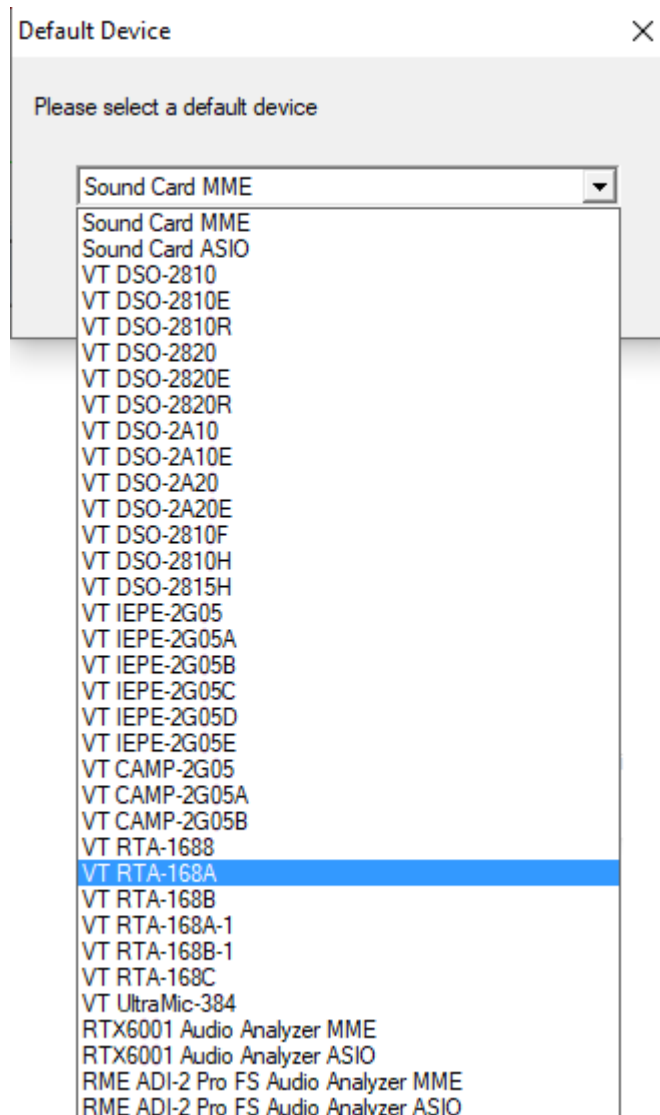 Default Device
Please select a default device
Sound Card MME
Sound Card MME
Sound Card ASIO
VT DSO-2810
VT DSO-2810E
VT DSO-2810R
VT DSO-2820
VT DSO-2820E
VT DSO-2820R
VT DSO-2A10
VT DSO-2A10E
VT DSO-2A20
VT DSO-2A20E
VT DSO-2810F
VT DSO-2810H
VT DSO-2815H
VT IEPE-2G05
VT IEPE-2G05A
VT IEPE-2G05B
VT IEPE-2G05C
VT IEPE-2G05D
VT IEPE-2G05E
VT CAMP-2G05
VT CAMP-2G05A
VT CAMP-2G05B
VT RTA-168B
VT RTA-168A
VT RTA-168B
VT RTA-168A-1
VT RTA-168B-1
VT RTA-168C
VT UltraMic-384
RTX6001 Audio Analyzer MME
RTX6001 Audio Analyzer ASIO
RME ADI-2 Pro FS Audio Analyzer MME
RME ADI-2 Pro FS Audio Analyzer ASIO